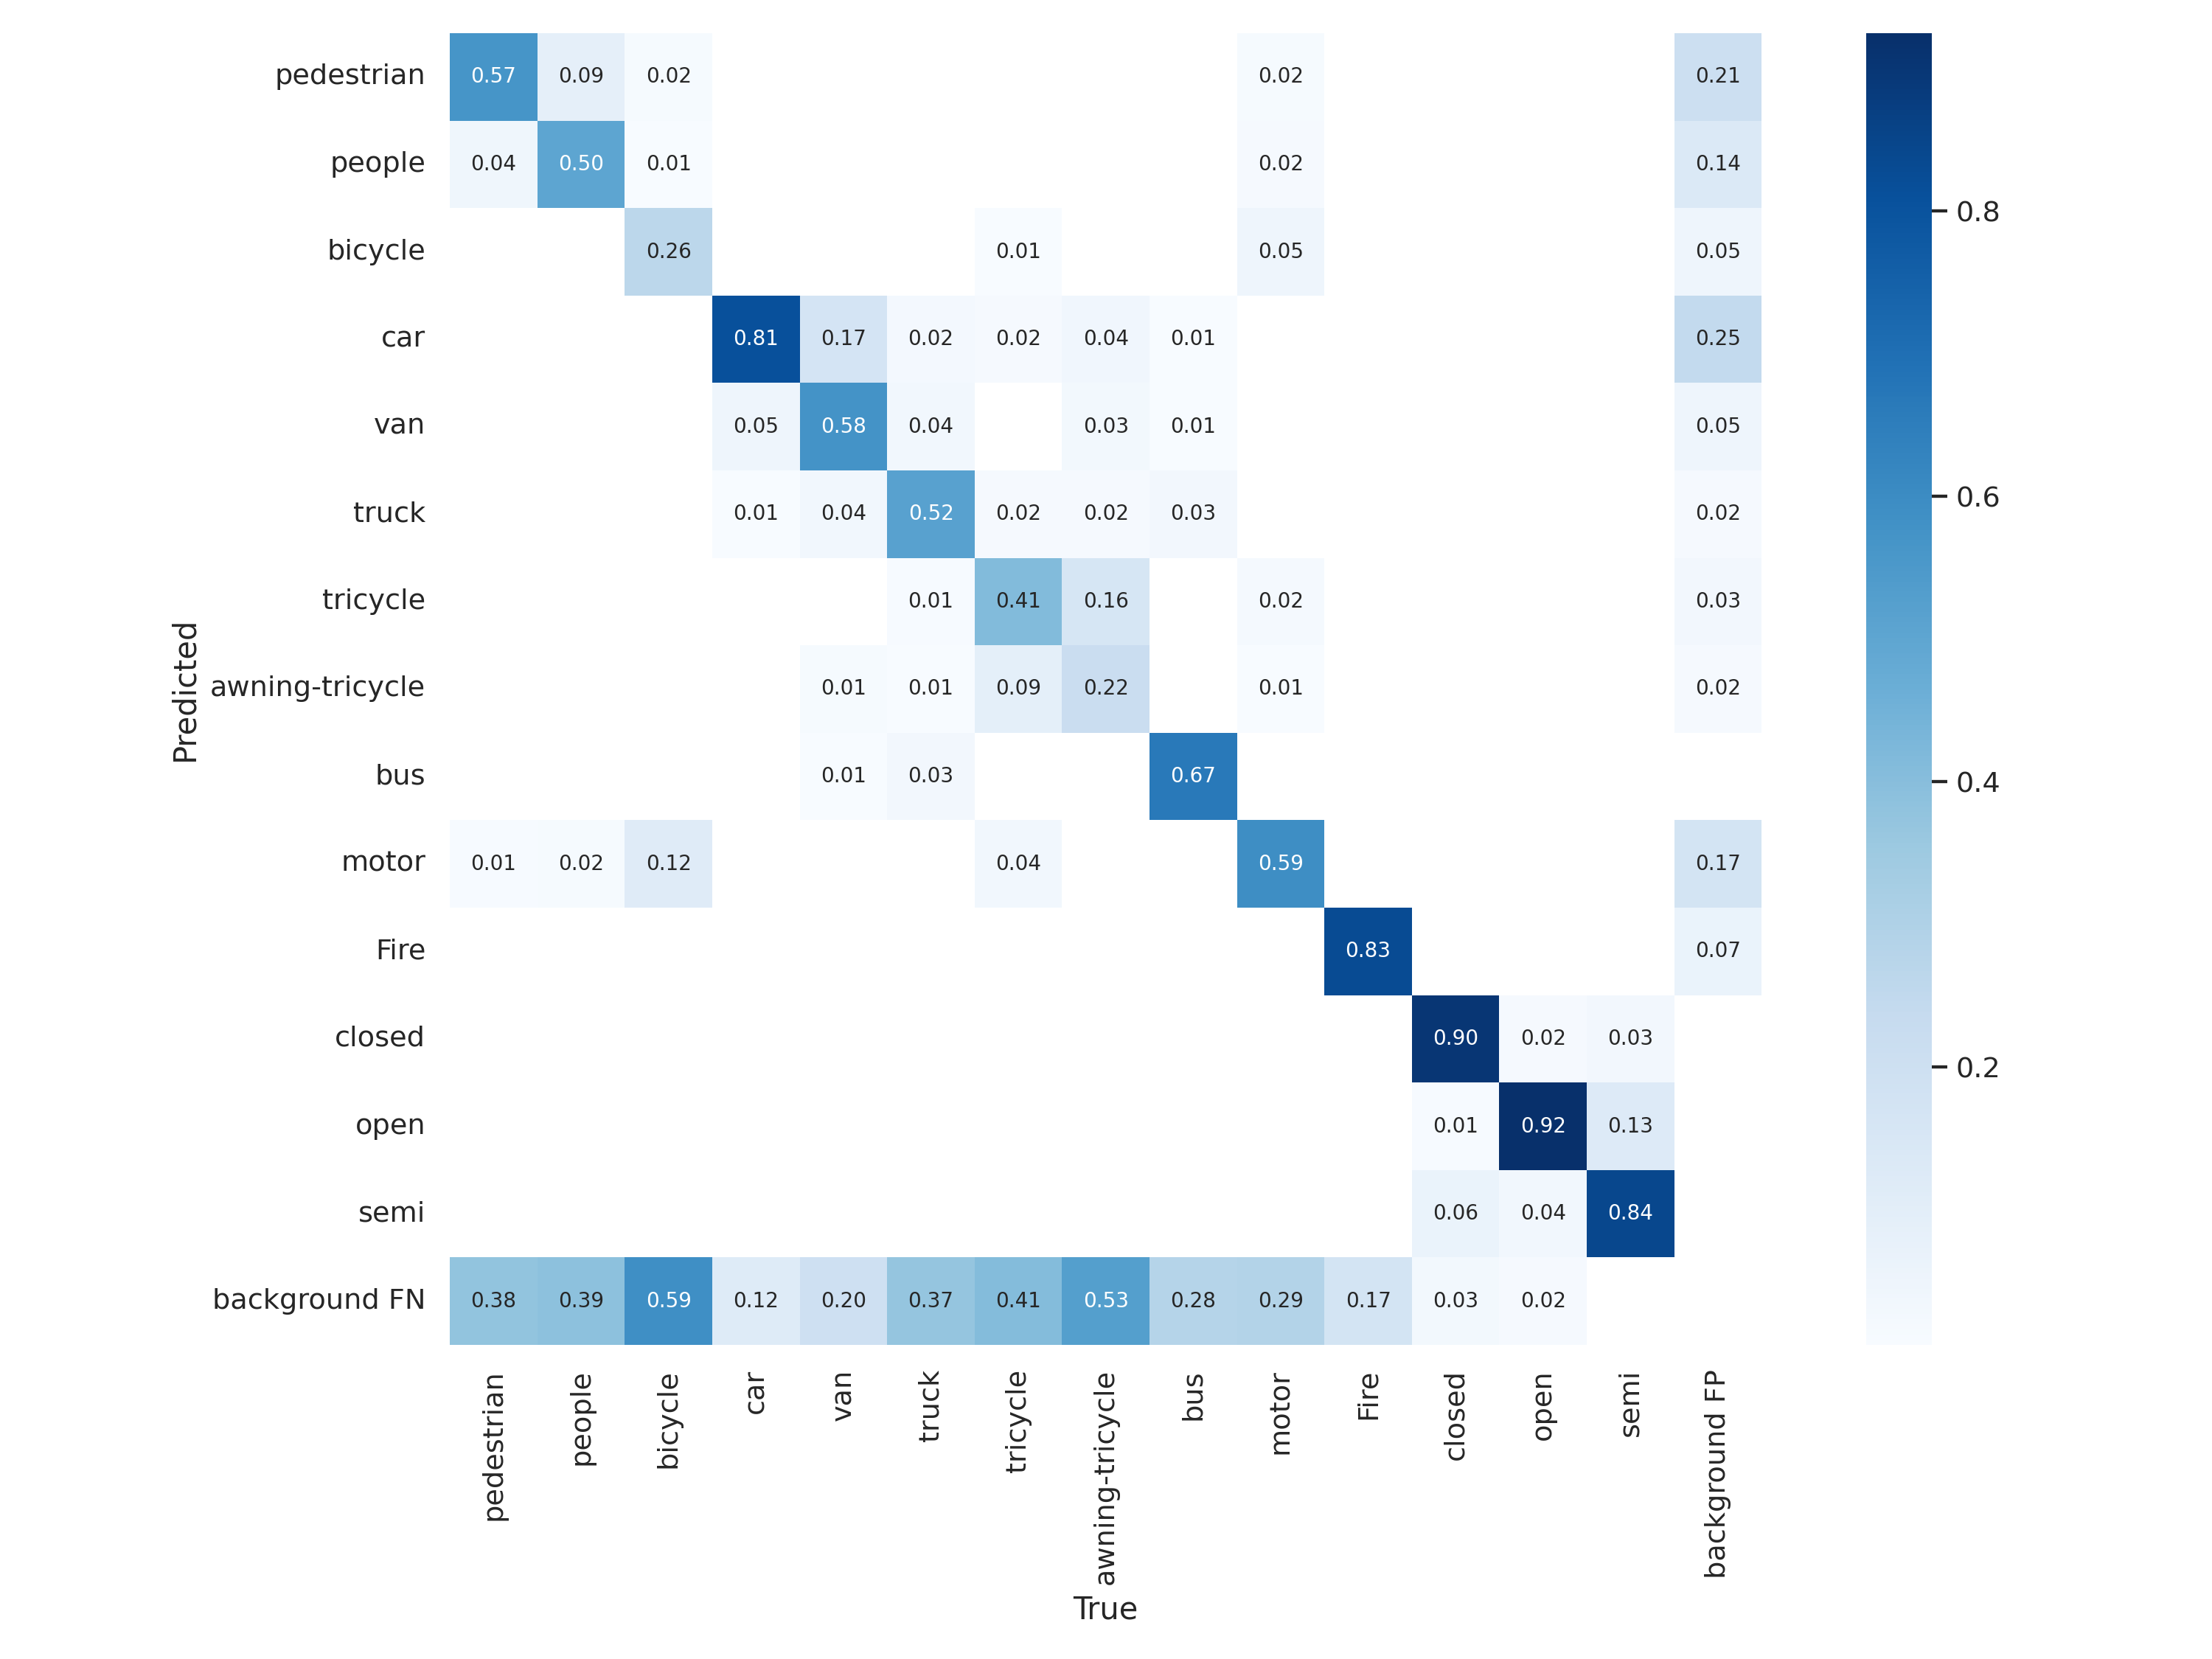 pedestrian 0.57 0.09 0.02 0.02 0.21
people 0.04 0.50 0.01 0.02 0.14
0.8
bicycle 0.26 0.01 0.05 0.05
car 0.81 0.17 0.02 0.02 0.04 0.01 0.25
van 0.05 0.58 0.04 0.03 0.01 0.05
0.6
truck 0.01 0.04 0.52 0.02 0.02 0.03 0.02
tricycle 0.01 0.41 0.16 0.02 0.03
Predicted
awning-tricycle 0.01 0.01 0.09 0.22 0.01 0.02
bus 0.01 0.03 0.67
0.4
motor 0.01 0.02 0.12 0.04 0.59 0.17
Fire 0.83 0.07
closed 0.90 0.02 0.03
0.2
open 0.01 0.92 0.13
semi 0.06 0.04 0.84
background FN 0.38 0.39 0.59 0.12 0.20 0.37 0.41 0.53 0.28 0.29 0.17 0.03 0.02
pedestrian
people
bicycle
car
van
truck
tricycle
awning-tricycle
bus
motor
Fire
closed
open
semi
background FP
True